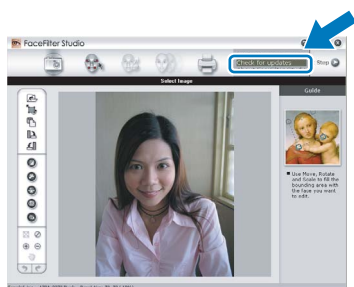 FaceFilter Studio
Check for updates
Stop
Select Image
Guide
Use Move, Rotate
and Scale to fill the
bounding area with
the face you want
to edit.